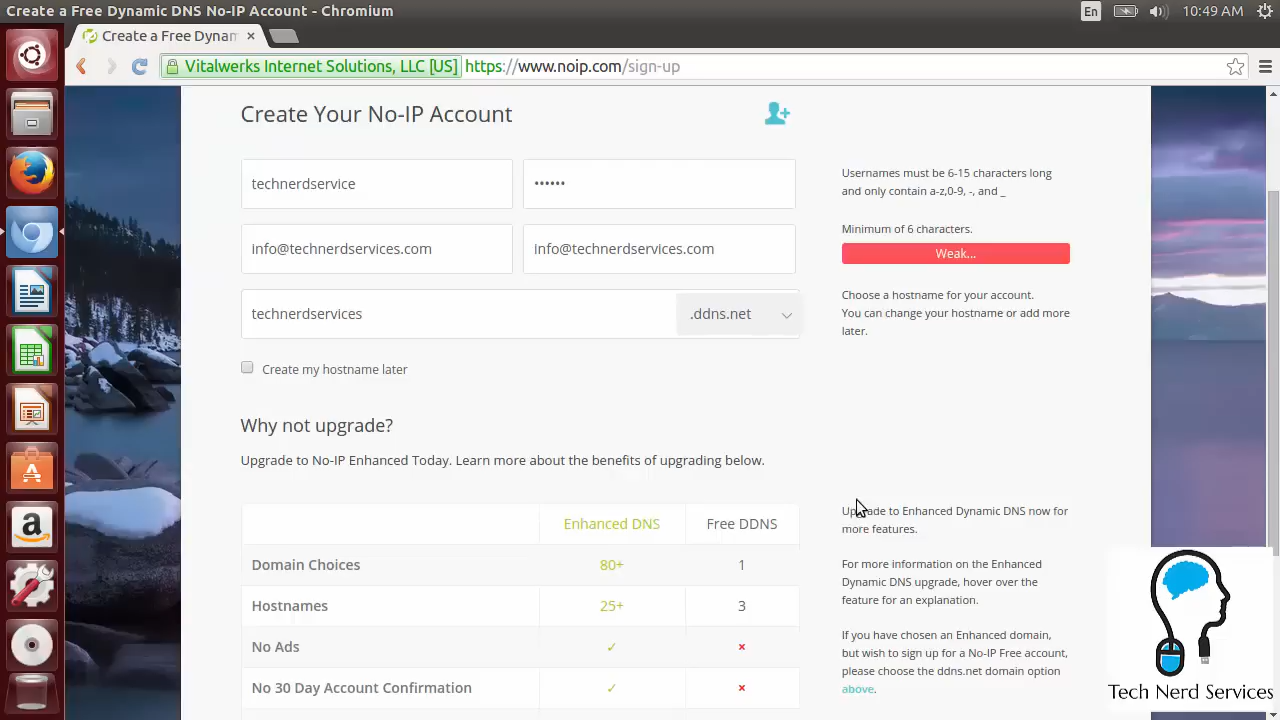 Create a Free Dynamic DNS No-IP Account - Chromium
En
10:49 AM
Create a Free Dynam
Vitalwerks Internet Solutions, LLC [US] https://www.noip.com/sign-up
Create Your No-IP Account
technerdservice
••••••
Usernames must be 6-15 characters long
and only contain a-z,0-9, -, and _
Minimum of 6 characters.
Weak...
info@technerdservices.com
info@technerdservices.com
Choose a hostname for your account.
You can change your hostname or add more
later.
technerdservices
.ddns.net
Create my hostname later
Why not upgrade?
Upgrade to No-IP Enhanced Today. Learn more about the benefits of upgrading below.
Enhanced DNS
Free DDNS
Domain Choices
80+
1
Hostnames
25+
3
No Ads
✓
×
No 30 Day Account Confirmation
✓
×
Upgrade to Enhanced Dynamic DNS now for
more features.
For more information on the Enhanced
Dynamic DNS upgrade, hover over the
feature for an explanation.
If you have chosen an Enhanced domain,
but wish to sign up for a No-IP Free account,
please choose the ddns.net domain option
above.
Tech Nerd Services